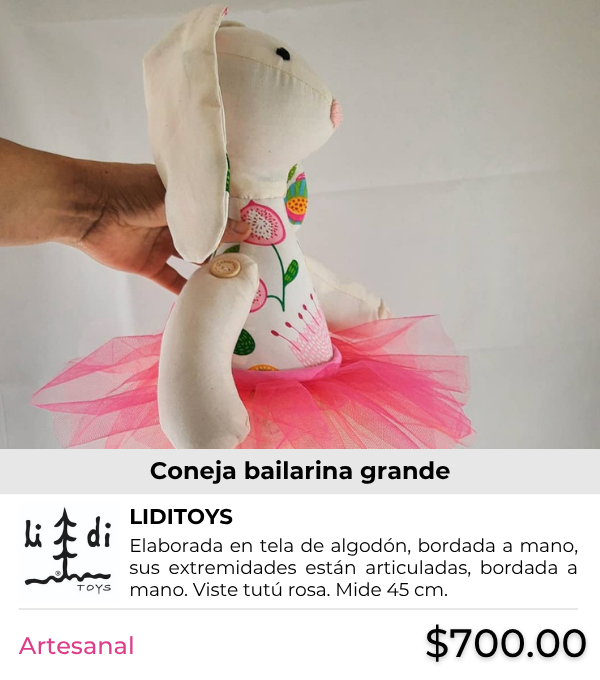 Coneja bailarina grande
LIDITOYS
li di
TOYS
Elaborada en tela de algodón, bordada a mano,
sus extremidades están articuladas, bordada a
mano. Viste tutú rosa. Mide 45 cm.
Artesanal
$700.00